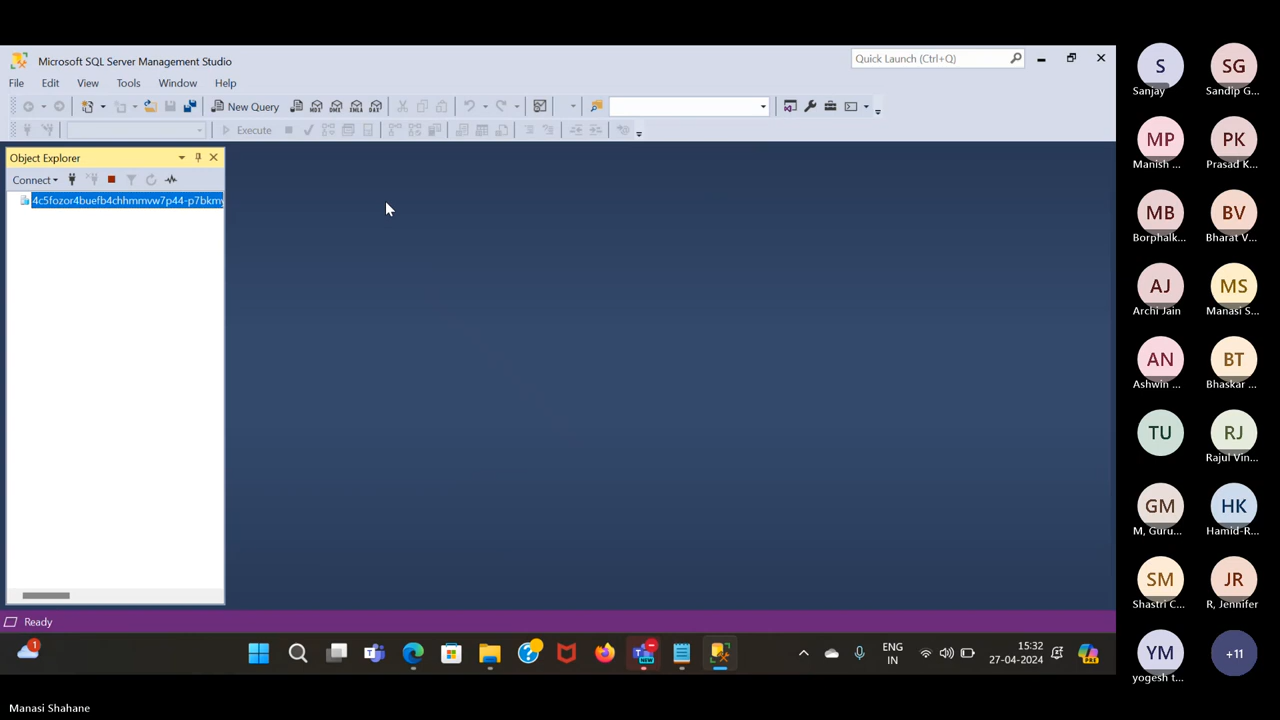 Microsoft SQL Server Management Studio
Quick Launch (Ctrl+Q)
File Edit View Tools Window Help
New Query
Execute
Object Explorer
Connect
4c5fozor4buefb4chhmmvw7p44-p7bkm
Ready
1
NEW
ENG
IN
15:32
27-04-2024
PRE
S SG
Sanjay Sandip G...
MP PK
Manish ... Prasad K...
MB BV
Borphalk... Bharat V...
AJ MS
Archi Jain Manasi S...
AN BT
Ashwin ... Bhaskar ...
TU RJ
Rajul Vin...
GM HK
M, Guru... Hamid-R...
SM JR
Shastri C... R, Jennifer
YM +11
yogesh t...
Manasi Shahane